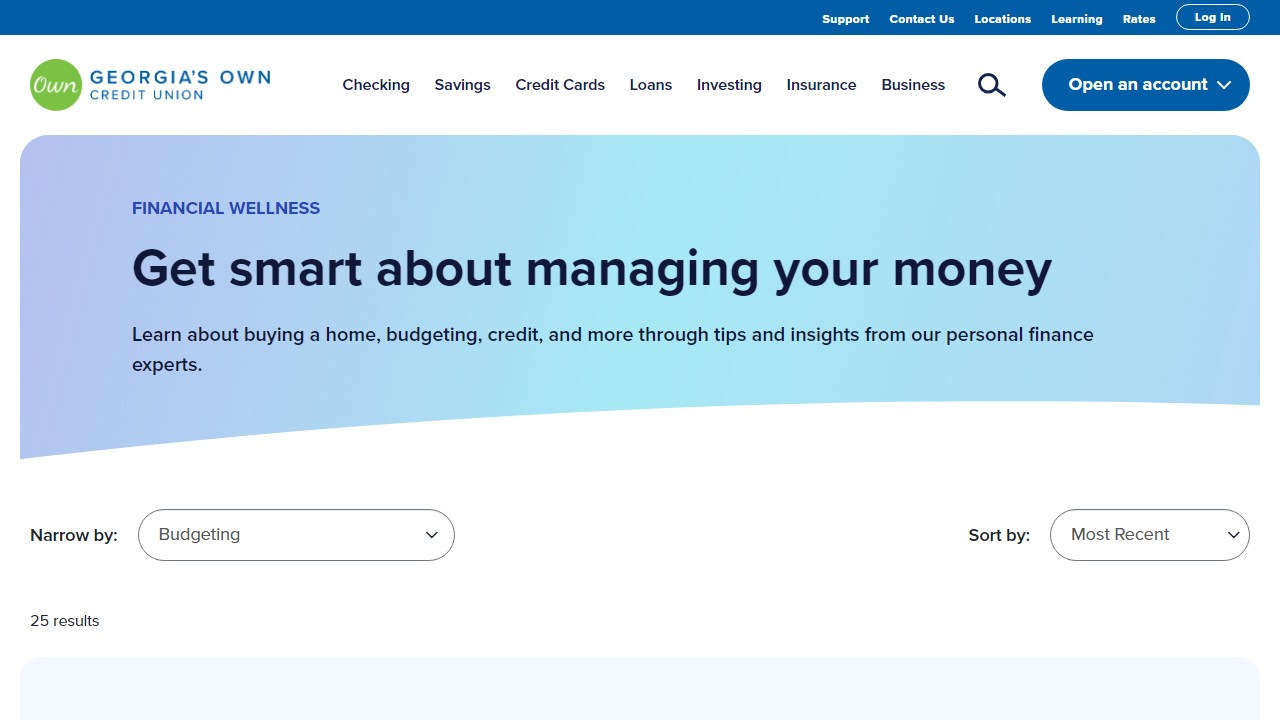 Support Contact Us Locations Learning Rates Log In
Own GEORGIA'S OWN
CREDIT UNION
Checking Savings Credit Cards Loans Investing Insurance Business Open an account
FINANCIAL WELLNESS
Get smart about managing your money
Learn about buying a home, budgeting, credit, and more through tips and insights from our personal finance
experts.
Narrow by: Budgeting Sort by: Most Recent
25 results